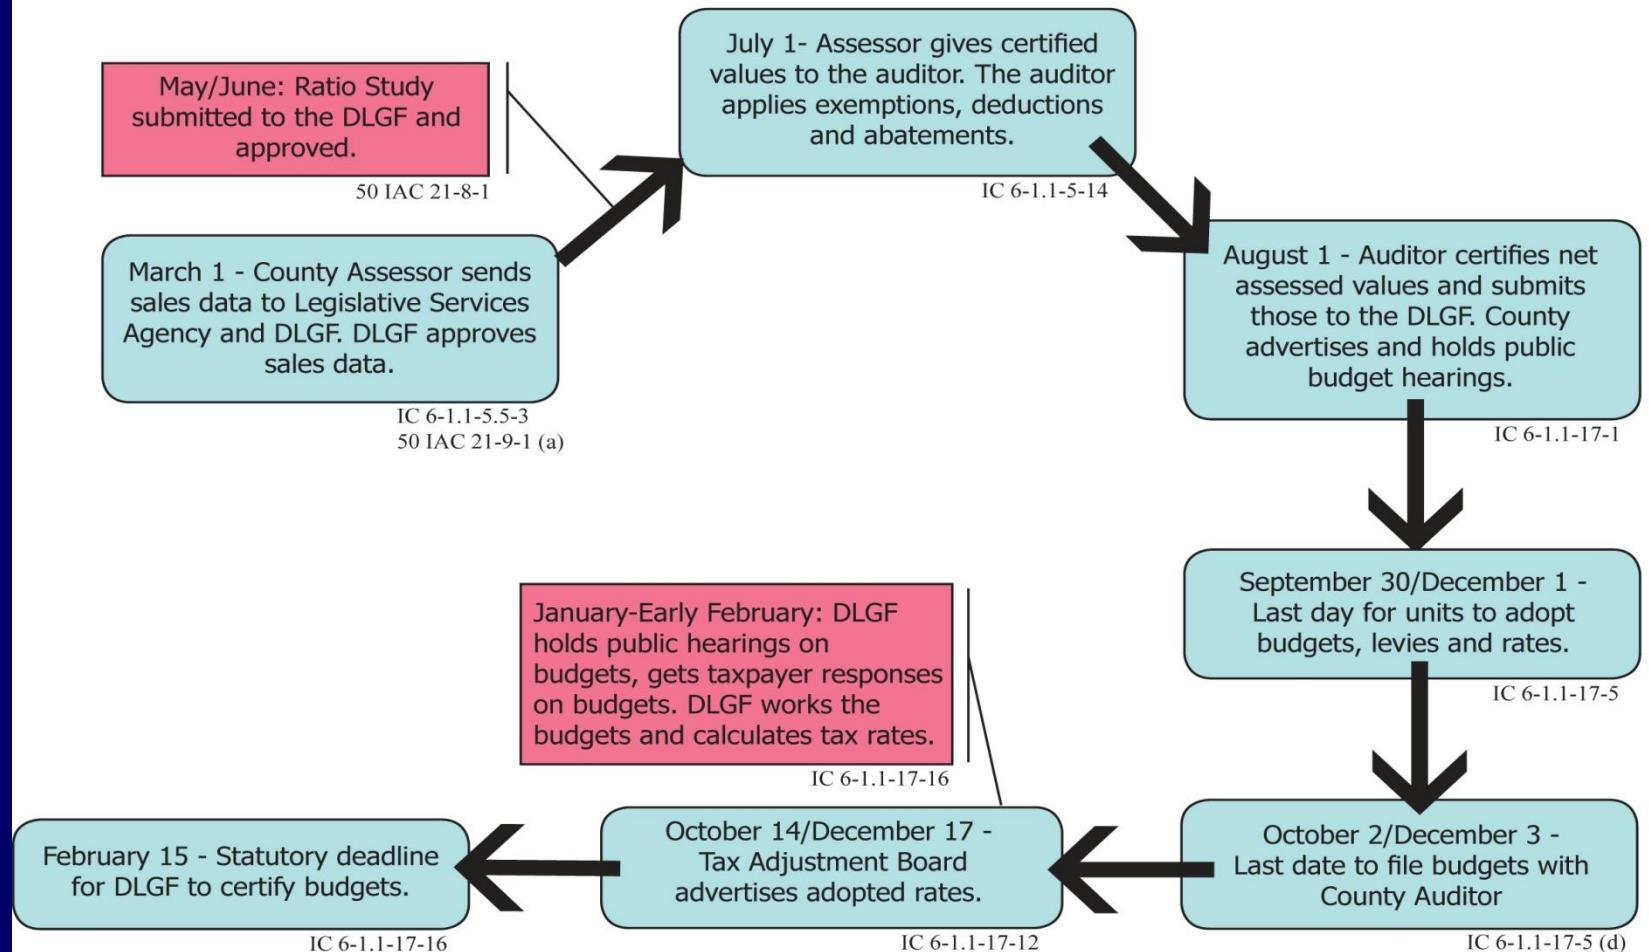 May/June: Ratio Study
submitted to the DLGF and
approved.
50 IAC 21-8-1
March 1 - County Assessor sends
sales data to Legislative Services
Agency and DLGF. DLGF approves
sales data.
IC 6-1.1-5.5-3
50 IAC 21-9-1 (a)
July 1- Assessor gives certified
values to the auditor. The auditor
applies exemptions, deductions
and abatements.
IC 6-1.1-5-14
August 1 - Auditor certifies net
assessed values and submits
those to the DLGF. County
advertises and holds public
budget hearings.
IC 6-1.1-17-1
September 30/December 1 -
Last day for units to adopt
budgets, levies and rates.
IC 6-1.1-17-5
October 2/December 3 -
Last date to file budgets with
County Auditor
IC 6-1.1-17-5 (d)
October 14/December 17 -
Tax Adjustment Board
advertises adopted rates.
IC 6-1.1-17-12
January-Early February: DLGF
holds public hearings on
budgets, gets taxpayer responses
on budgets. DLGF works the
budgets and calculates tax rates.
IC 6-1.1-17-16
February 15 - Statutory deadline
for DLGF to certify budgets.
IC 6-1.1-17-16